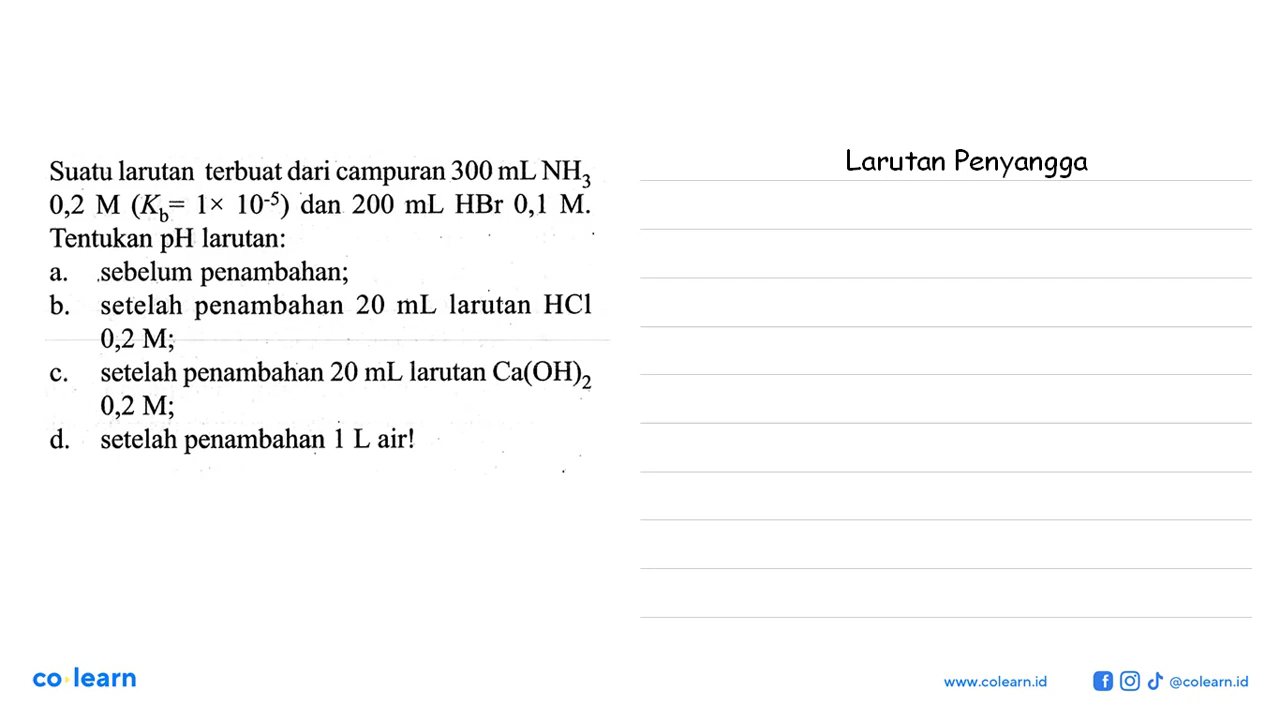 Suatu larutan terbuat dari campuran 300 mL NH₃
0,2 M (K_b= 1× 10⁻⁵) dan 200 mL HBr 0,1 M.
Tentukan pH larutan:
a. sebelum penambahan;
b. setelah penambahan 20 mL larutan HCl
0,2 M;
c. setelah penambahan 20 mL larutan Ca(OH)₂
0,2 M;
d. setelah penambahan 1 L air!
Larutan Penyangga
co learn
www.colearn.id @colearn.id